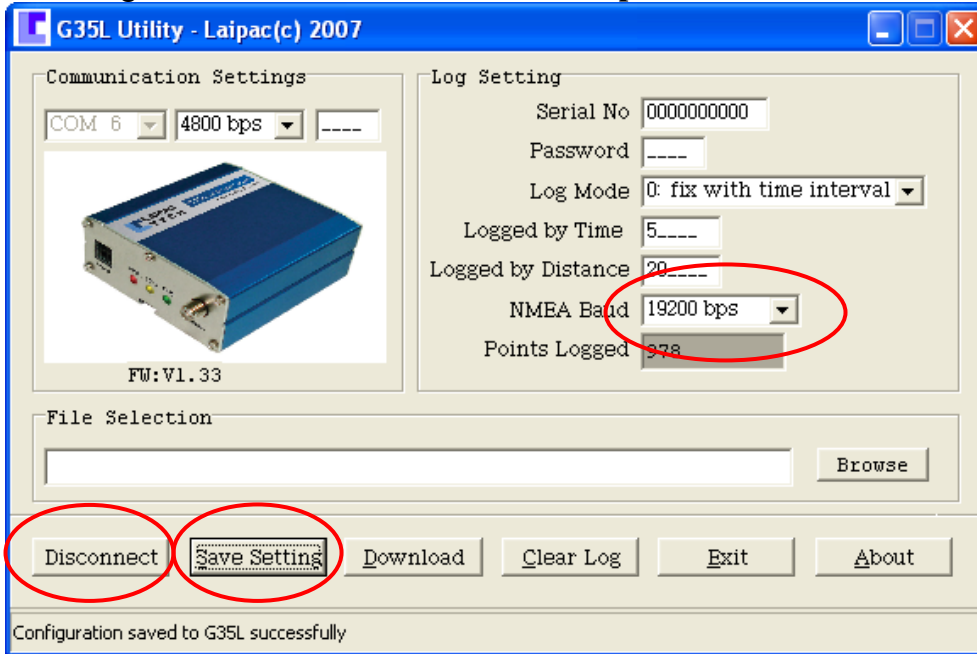 G35L Utility - Laipac(c) 2007
Communication Settings
COM 6
4800 bps
____
FW:V1.33
Log Setting
Serial No 0000000000
Password ____
Log Mode 0: fix with time interval
Logged by Time 5____
Logged by Distance 20____
NMEA Baud 19200 bps
Points Logged 978
File Selection
Browse
Disconnect Save Setting Download Clear Log Exit About
Configuration saved to G35L successfully